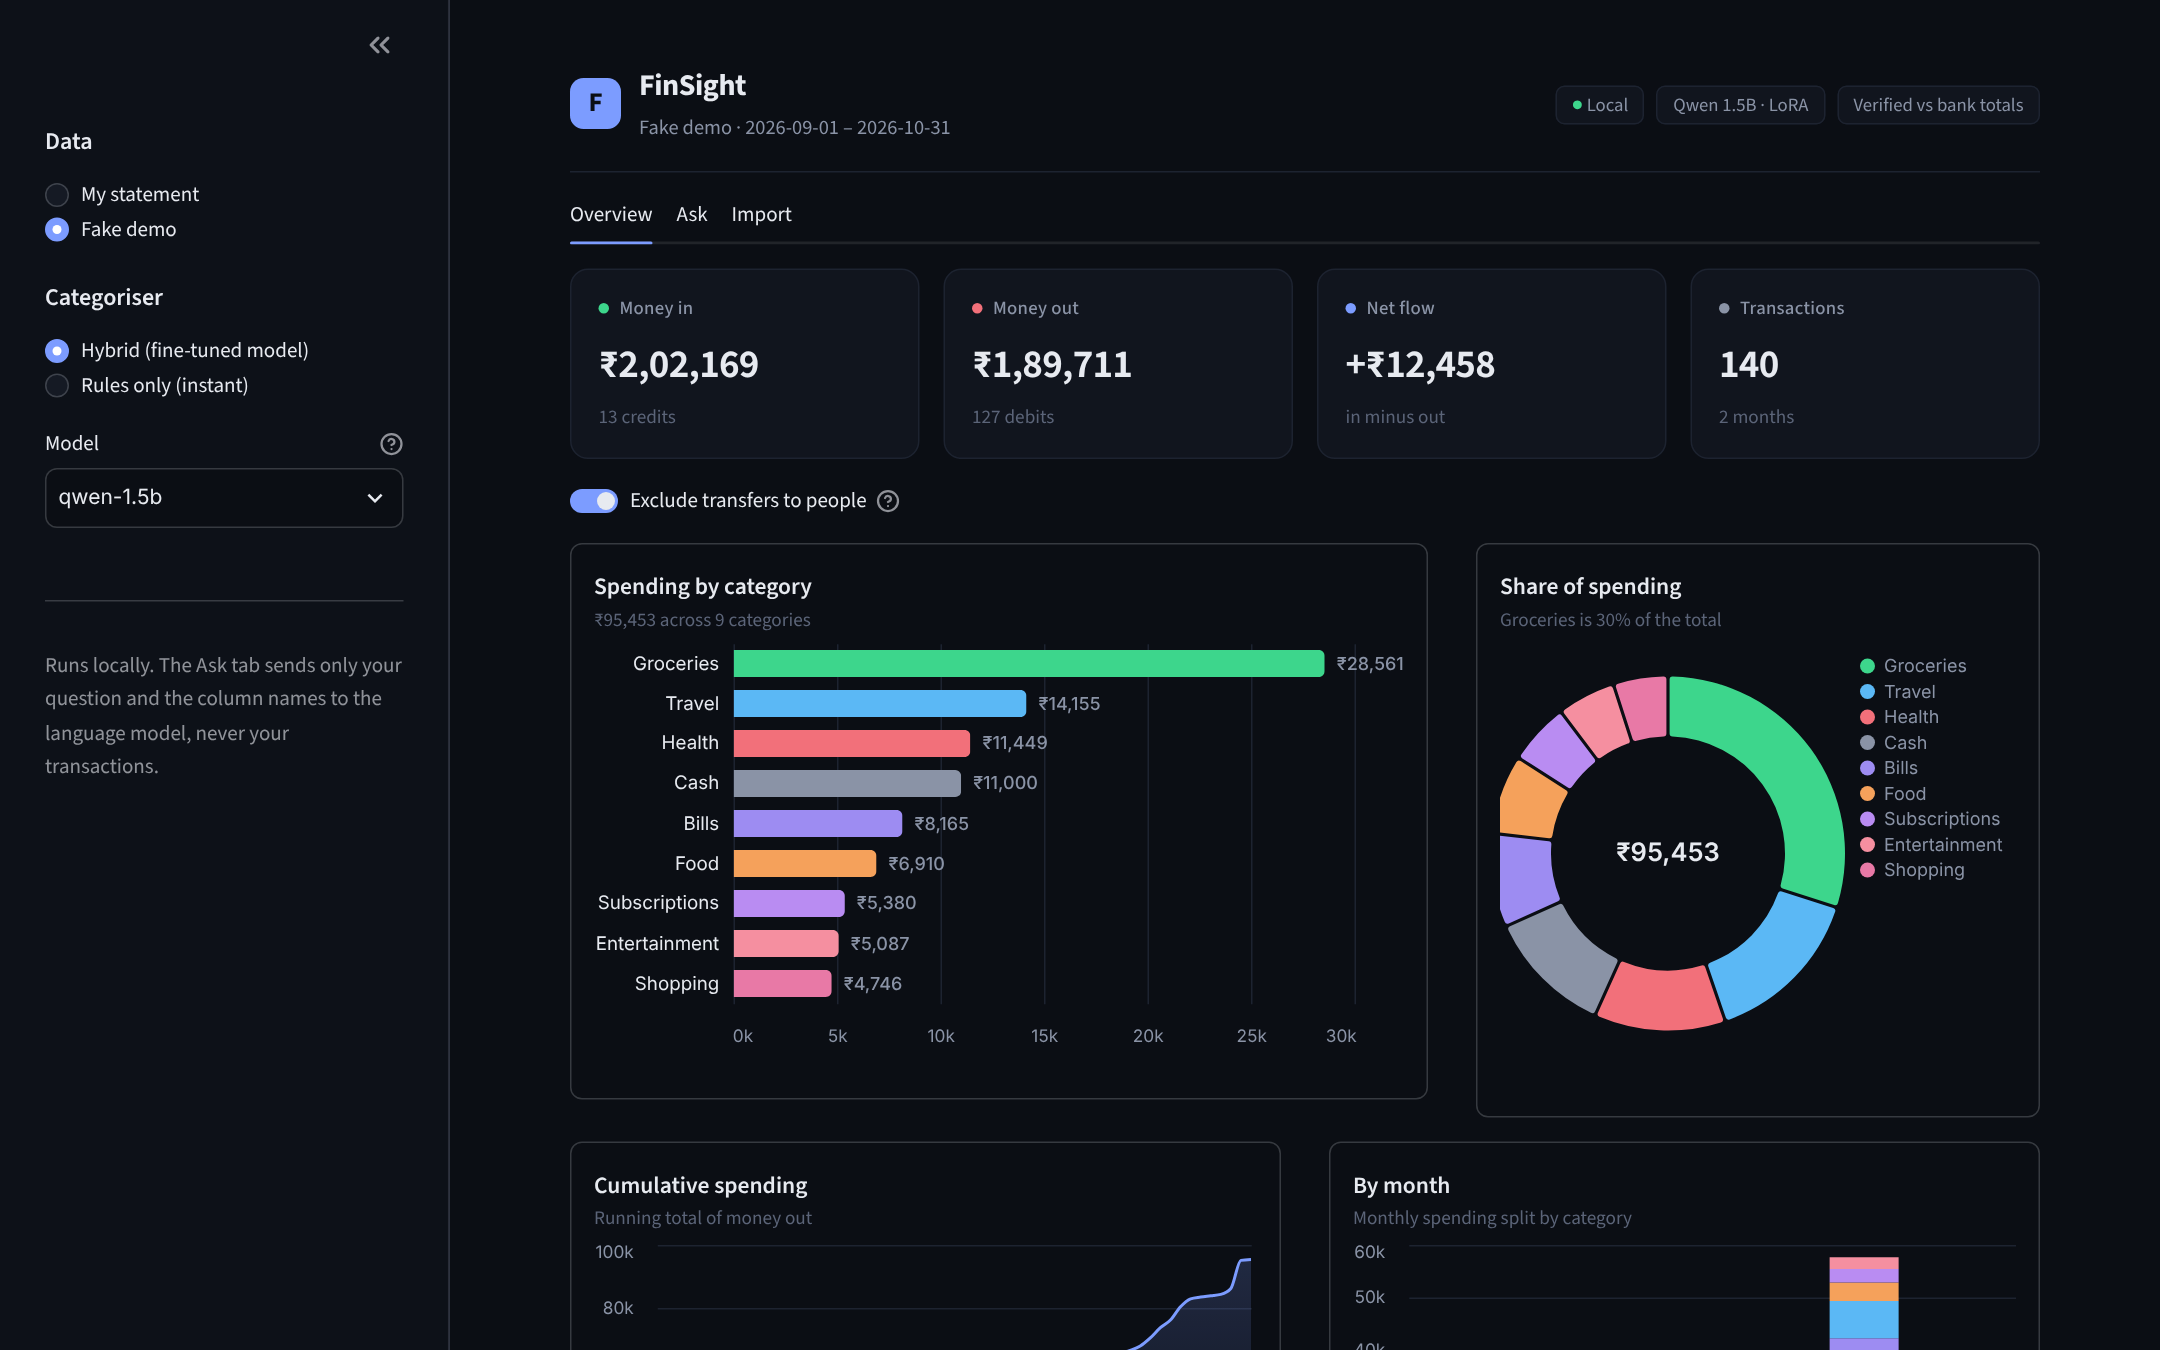 Data
My statement
Fake demo
Categoriser
Hybrid (fine-tuned model)
Rules only (instant)
Model
qwen-1.5b
Runs locally. The Ask tab sends only your
question and the column names to the
language model, never your
transactions.
F
FinSight
Fake demo · 2026-09-01 – 2026-10-31
Local
Qwen 1.5B · LoRA
Verified vs bank totals
Overview
Ask
Import
Money in
₹2,02,169
13 credits
Money out
₹1,89,711
127 debits
Net flow
+₹12,458
in minus out
Transactions
140
2 months
Exclude transfers to people
Spending by category
₹95,453 across 9 categories
Groceries ₹28,561
Travel ₹14,155
Health ₹11,449
Cash ₹11,000
Bills ₹8,165
Food ₹6,910
Subscriptions ₹5,380
Entertainment ₹5,087
Shopping ₹4,746
0k 5k 10k 15k 20k 25k 30k
Share of spending
Groceries is 30% of the total
₹95,453
Groceries
Travel
Health
Cash
Bills
Food
Subscriptions
Entertainment
Shopping
Cumulative spending
Running total of money out
100k
80k
By month
Monthly spending split by category
60k
50k